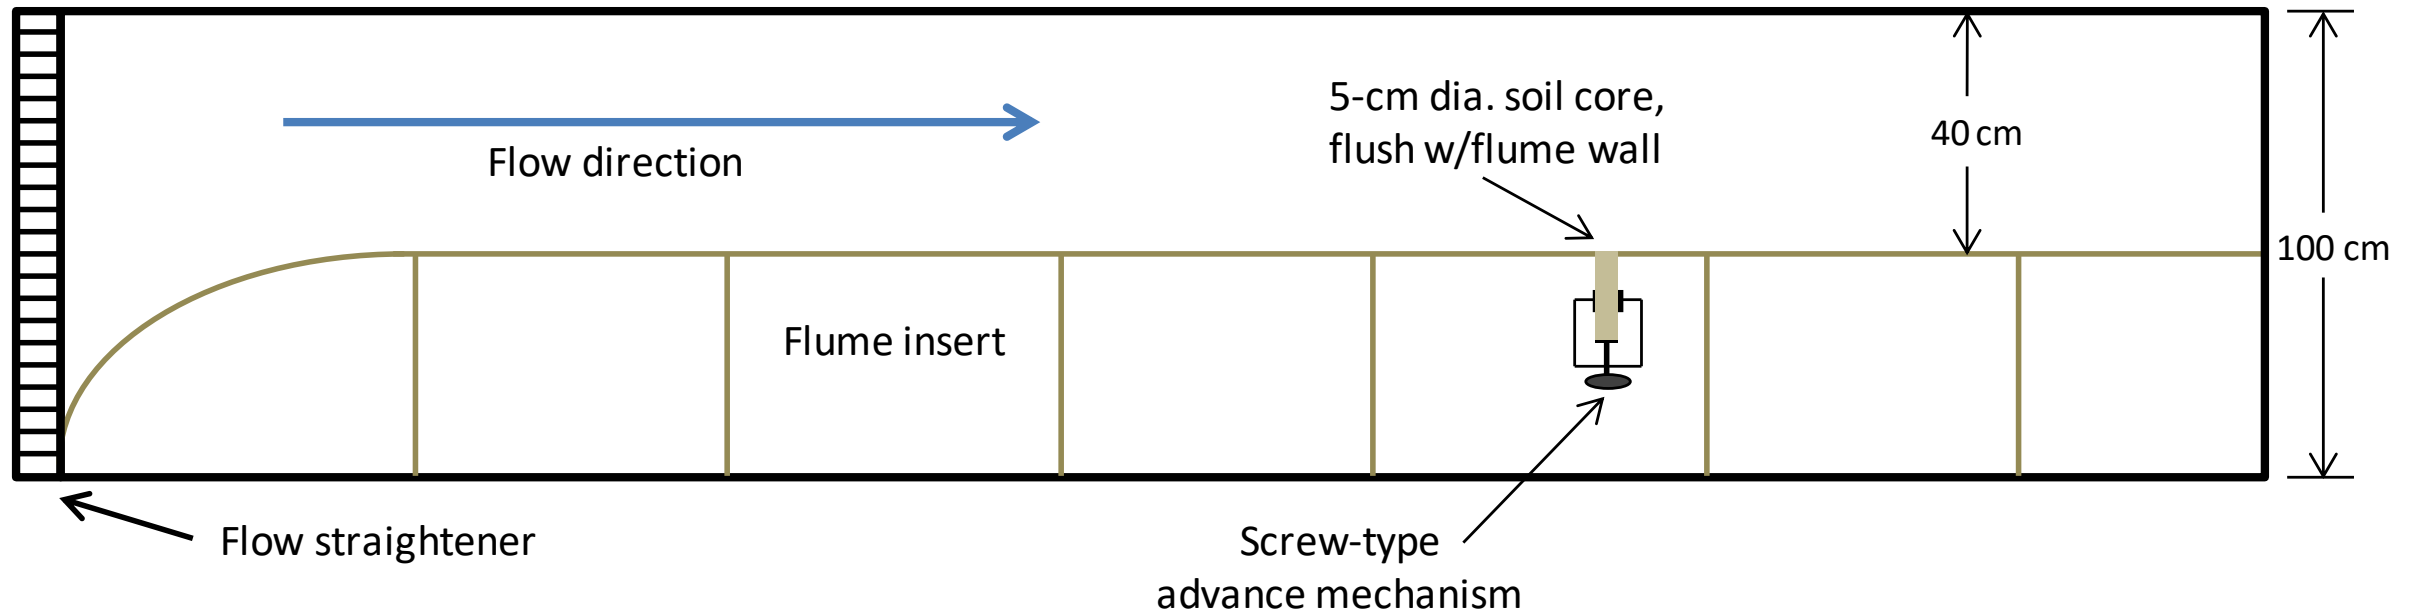 5-cm dia. soil core,
flush w/flume wall
40 cm
Flow direction
100 cm
Flume insert
Flow straightener
Screw-type
advance mechanism